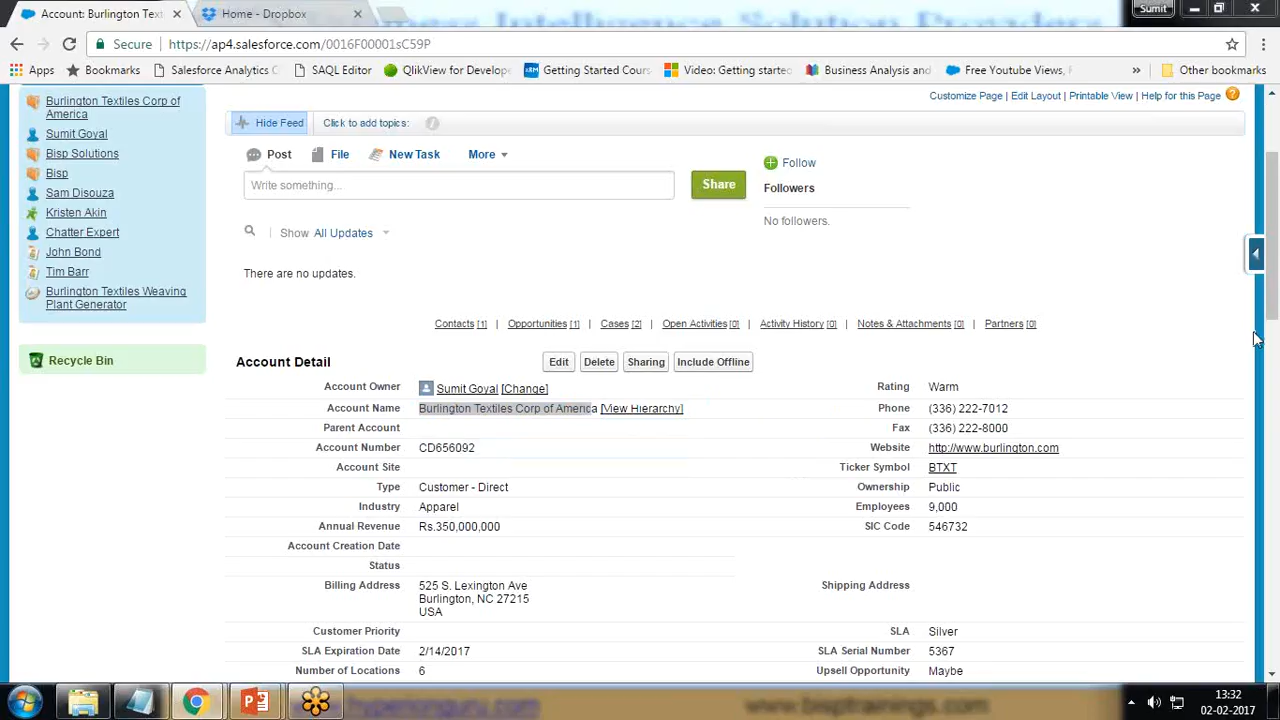 Account: Burlington Tex
Home - Dropbox
Sumit
Secure
https://ap4.salesforce.com/0016F00001sC59P
Apps
Bookmarks
Salesforce Analytics C
SAQL Editor
QlikView for Develop
Getting Started Cours
Video: Getting starte
Business Analysis and
Free Youtube Views, F
»
Other bookmarks
Customize Page | Edit Layout | Printable View | Help for this Page
Burlington Textiles Corp of
America
Sumit Goyal
Bisp Solutions
Bisp
Sam Disouza
Kristen Akin
Chatter Expert
John Bond
Tim Barr
Burlington Textiles Weaving
Plant Generator
Recycle Bin
Hide Feed
Click to add topics:
Post
File
New Task
More
Write something...
Share
Follow
Followers
No followers.
Show All Updates
There are no updates.
Contacts [1] | Opportunities [1] | Cases [2] | Open Activities [0] | Activity History [0] | Notes & Attachments [0] | Partners [0]
Account Detail
Edit
Delete
Sharing
Include Offline
Account Owner Sumit Goyal [Change]
Rating Warm
Account Name Burlington Textiles Corp of America [View Hierarchy]
Phone (336) 222-7012
Parent Account
Fax (336) 222-8000
Account Number CD656092
Website http://www.burlington.com
Account Site
Ticker Symbol BTXT
Type Customer - Direct
Ownership Public
Industry Apparel
Employees 9,000
Annual Revenue Rs.350,000,000
SIC Code 546732
Account Creation Date
Status
Billing Address 525 S. Lexington Ave
Burlington, NC 27215
USA
Shipping Address
Customer Priority
SLA Silver
SLA Expiration Date 2/14/2017
SLA Serial Number 5367
Number of Locations 6
Upsell Opportunity Maybe
www.bisptrainings.com
13:32
02-02-2017